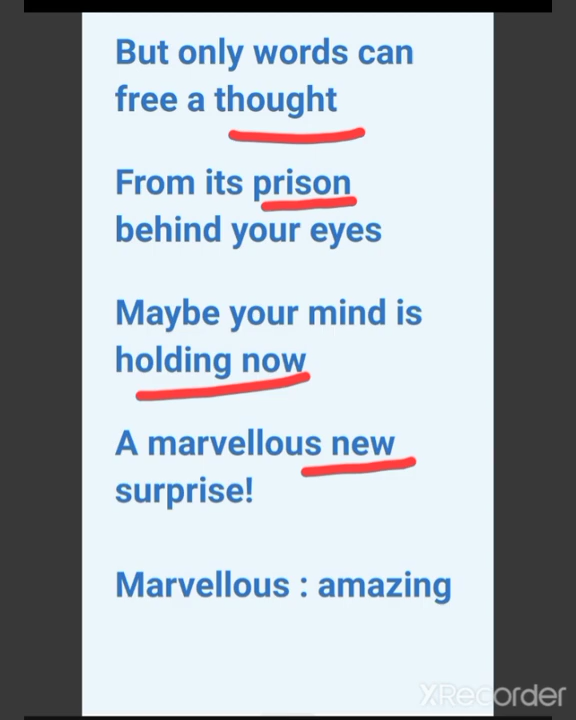 But only words can
free a thought
From its prison
behind your eyes
Maybe your mind is
holding now
A marvellous new
surprise!
Marvellous : amazing
XRecorder